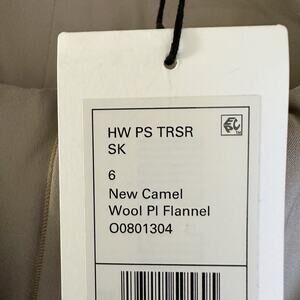 HW PS TRSR
SK
6
New Camel
Wool Pl Flannel
O0801304